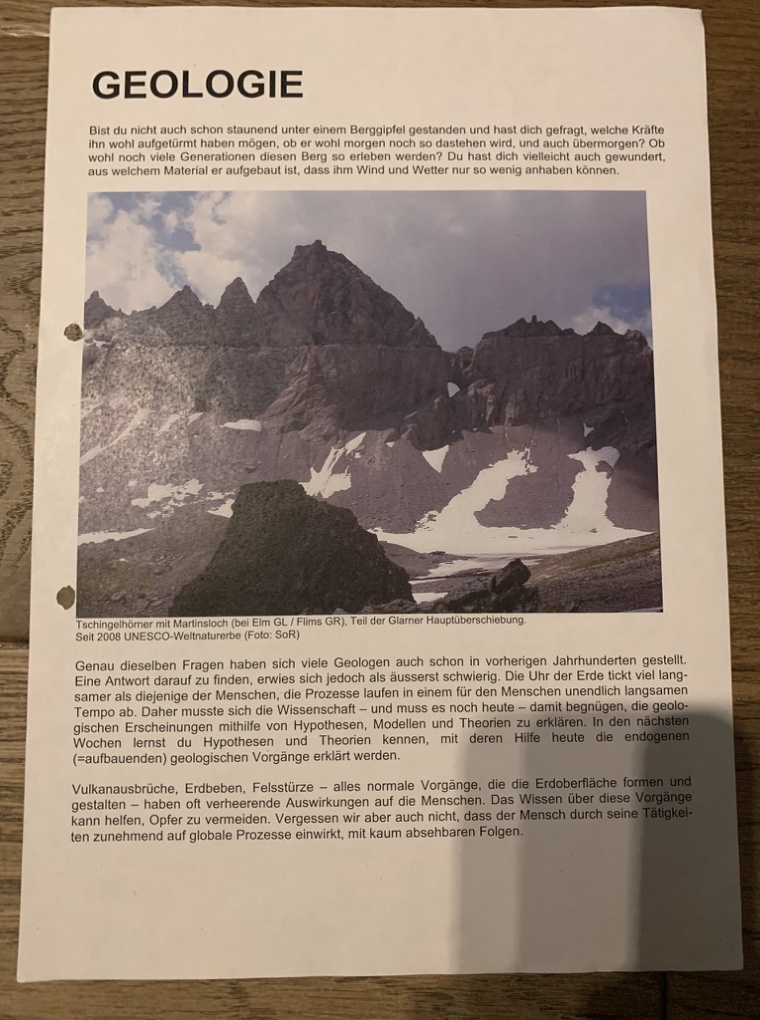 GEOLOGIE
Bist du nicht auch schon staunend unter einem Berggipfel gestanden und hast dich gefragt, welche Kräfte
ihn wohl aufgetürmt haben mögen, ob er wohl morgen noch so dastehen wird, und auch übermorgen? Ob
wohl noch viele Generationen diesen Berg so erleben werden? Du hast dich vielleicht auch gewundert,
aus welchem Material er aufgebaut ist, dass ihm Wind und Wetter nur so wenig anhaben können.
Tschingelhörner mit Martinsloch (bei Elm GL / Flims GR), Teil der Glarner Hauptüberschiebung.
Seit 2008 UNESCO-Weltnaturerbe (Foto: SoR)
Genau dieselben Fragen haben sich viele Geologen auch schon in vorherigen Jahrhunderten gestellt.
Eine Antwort darauf zu finden, erwies sich jedoch als äusserst schwierig. Die Uhr der Erde tickt viel lang-
samer als diejenige der Menschen, die Prozesse laufen in einem für den Menschen unendlich langsamen
Tempo ab. Daher musste sich die Wissenschaft – und muss es noch heute – damit begnügen, die geolo-
gischen Erscheinungen mithilfe von Hypothesen, Modellen und Theorien zu erklären. In den nächsten
Wochen lernst du Hypothesen und Theorien kennen, mit deren Hilfe heute die endogenen
(=aufbauenden) geologischen Vorgänge erklärt werden.
Vulkanausbrüche, Erdbeben, Felsstürze – alles normale Vorgänge, die die Erdoberfläche formen und
gestalten – haben oft verheerende Auswirkungen auf die Menschen. Das Wissen über diese Vorgänge
kann helfen, Opfer zu vermeiden. Vergessen wir aber auch nicht, dass der Mensch durch seine Tätigkei-
ten zunehmend auf globale Prozesse einwirkt, mit kaum absehbaren Folgen.